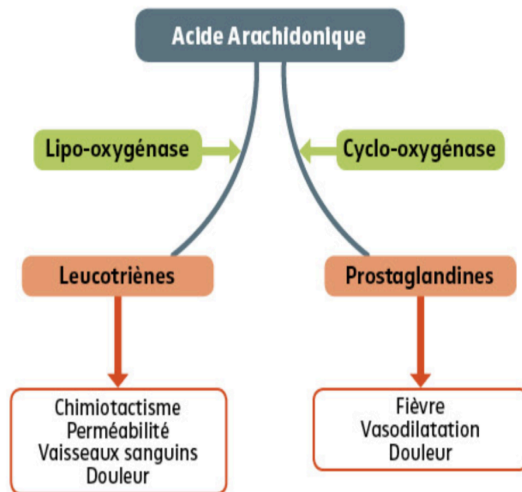 Acide Arachidonique
Lipo-oxygénase
Cyclo-oxygénase
Leucotriènes
Prostaglandines
Chimiotactisme
Perméabilité
Vaisseaux sanguins
Douleur
Fièvre
Vasodilatation
Douleur